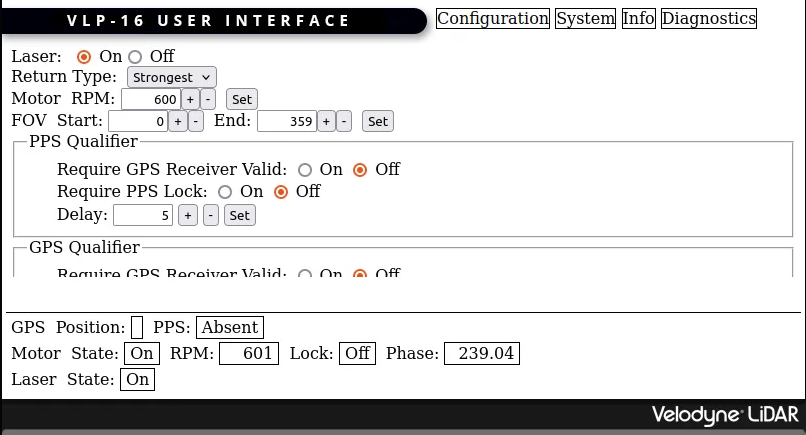 VLP-16 USER INTERFACE Configuration System Info Diagnostics
Laser: On Off
Return Type: Strongest
Motor RPM: 600 + - Set
FOV Start: 0 + - End: 359 + - Set
PPS Qualifier
Require GPS Receiver Valid: On Off
Require PPS Lock: On Off
Delay: 5 + - Set
GPS Qualifier
Require GPS Receiver Valid: On Off
GPS Position: PPS: Absent
Motor State: On RPM: 601 Lock: Off Phase: 239.04
Laser State: On
Velodyne LiDAR